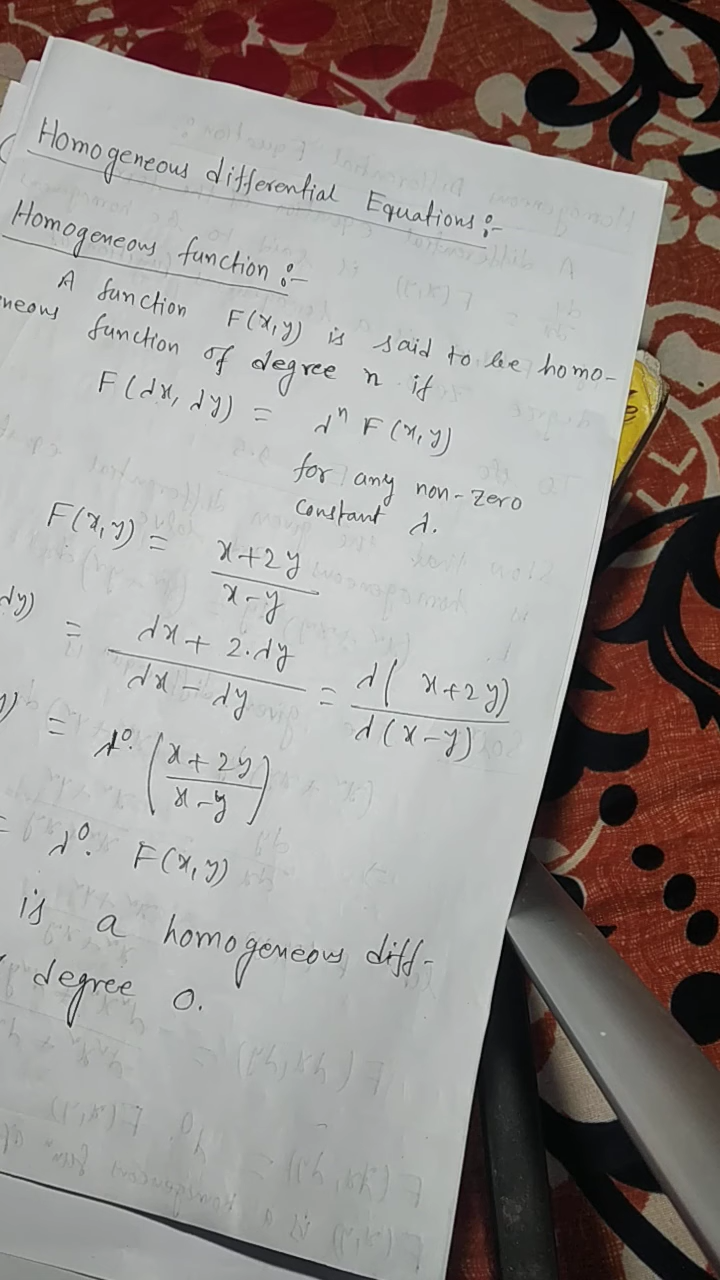 Homogeneous differential Equations :-
Homogeneous function :-
A function F(x,y) is said to be homo-
neous function of degree n if
F(λx, λy) = λⁿ F(x,y)
for any non-zero
constant λ.
F(x,y) = x+2y / x-y
λy) = λx + 2.λy / λx - λy = λ( x+2y) / λ(x-y)
y) = λ⁰. (x+2y / x-y)
= λ⁰. F(x,y)
is a homogeneous diff-
degree 0.